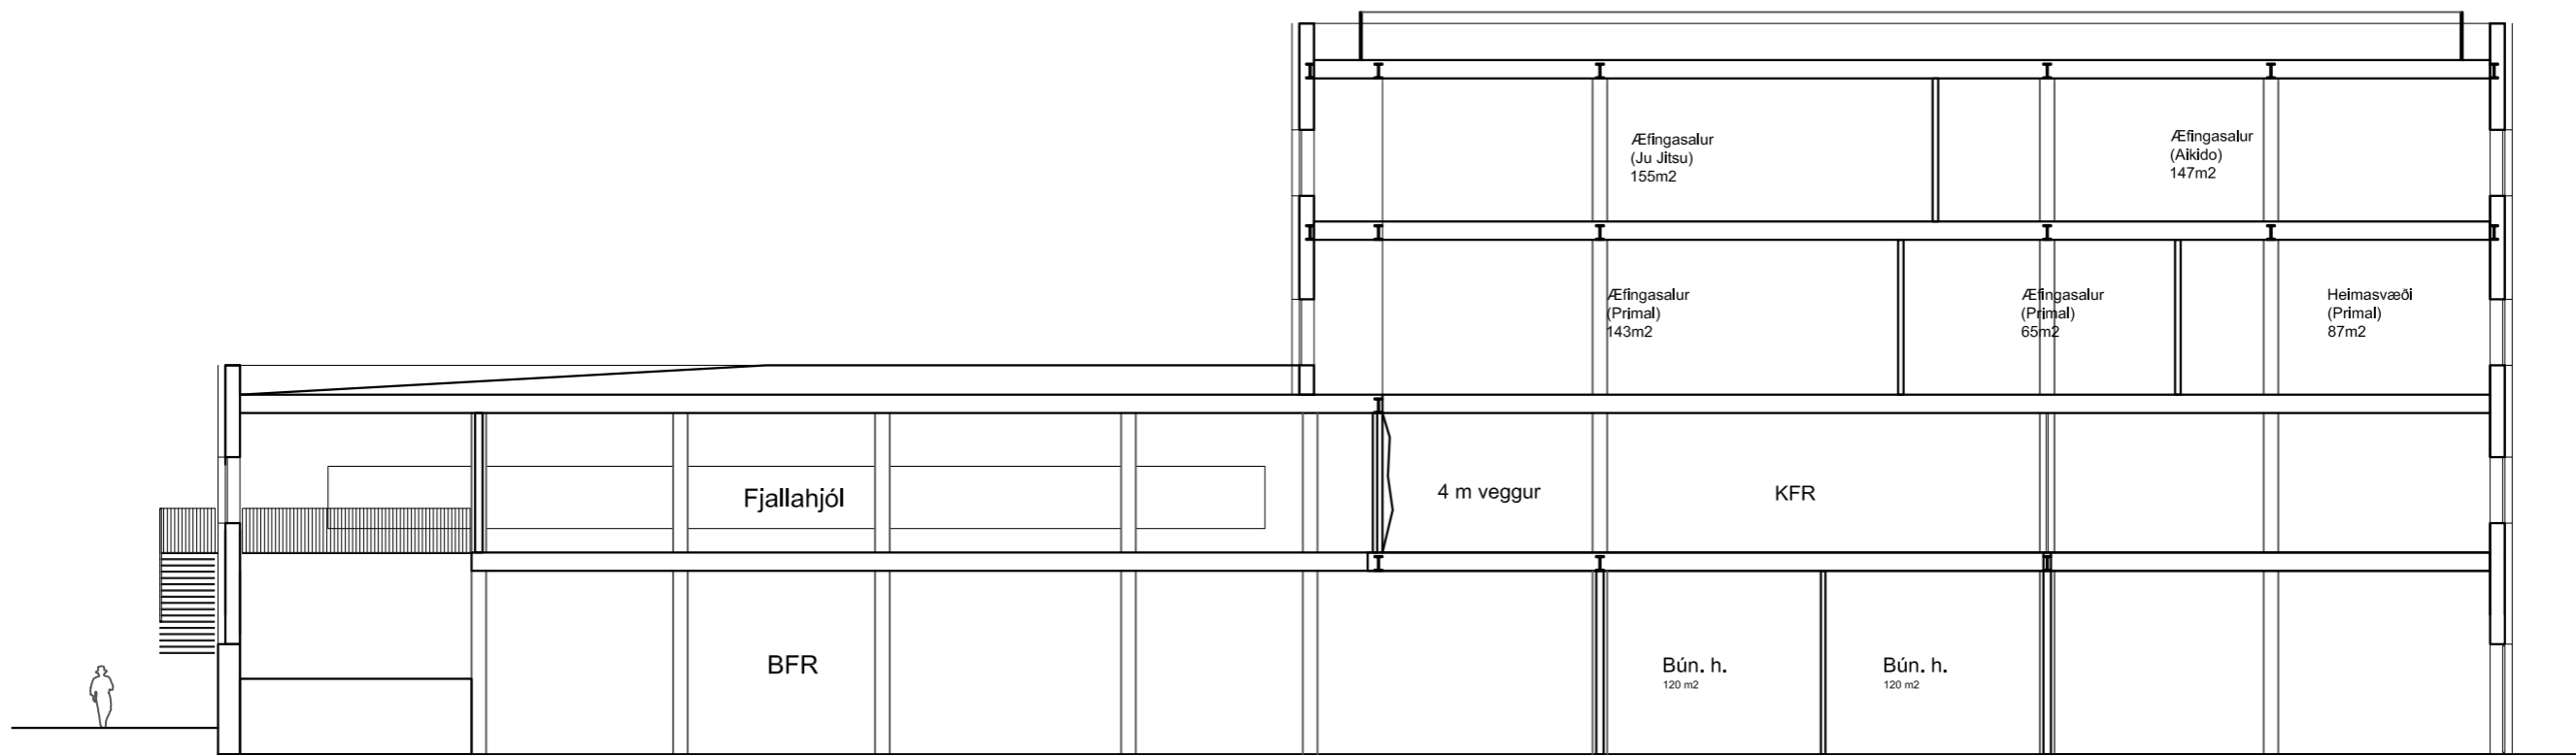 Æfingasalur
(Ju Jitsu)
155m2
Æfingasalur
(Aikido)
147m2
Æfingasalur
(Primal)
143m2
Æfingasalur
(Primal)
65m2
Heimasvæði
(Primal)
87m2
Fjallahjól
4 m veggur
KFR
BFR
Bún. h.
120 m2
Bún. h.
120 m2